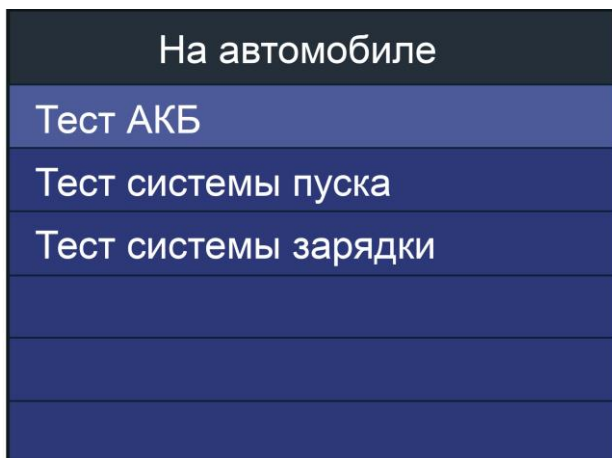 На автомобиле
Тест АКБ
Тест системы пуска
Тест системы зарядки